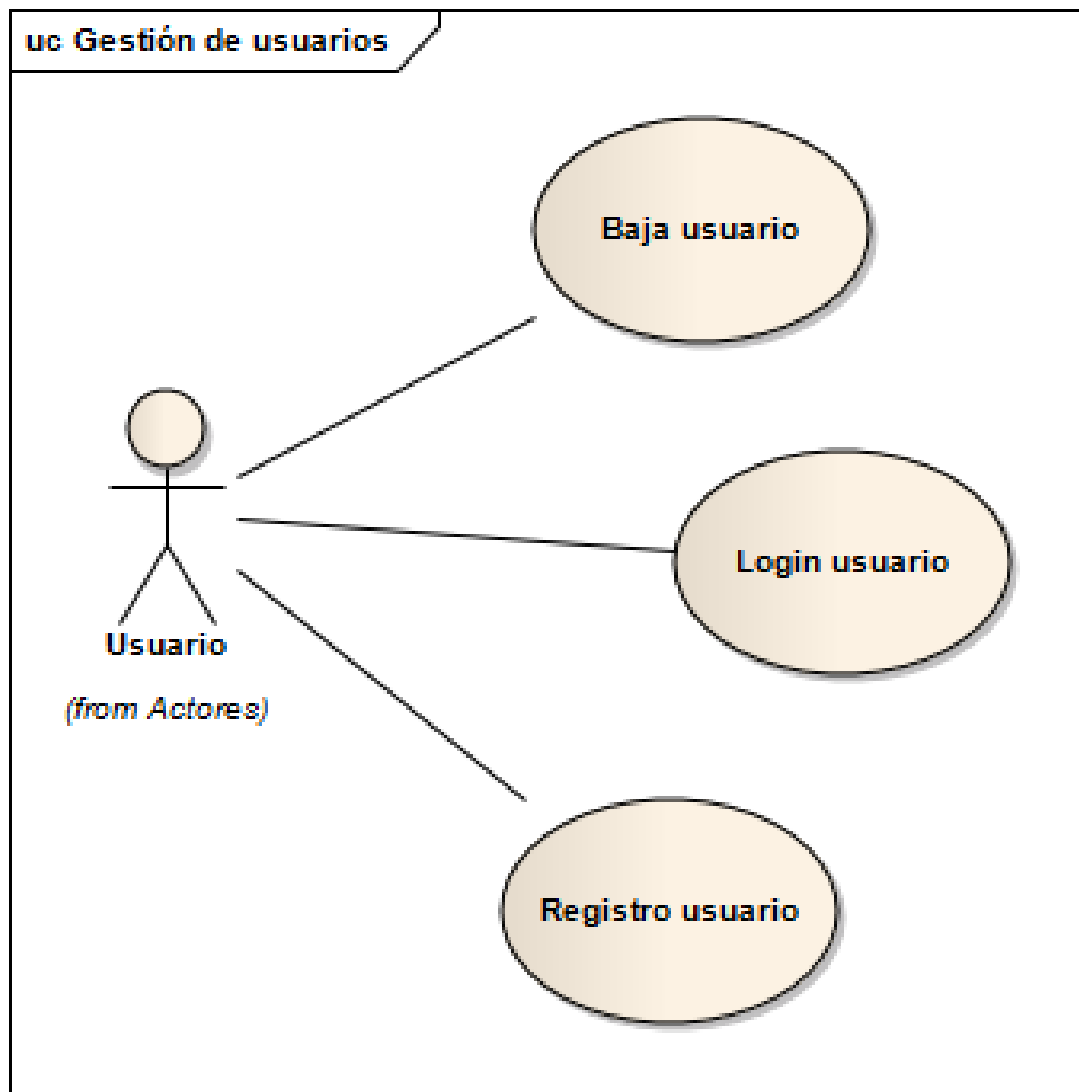 uc Gestión de usuarios
Baja usuario
Login usuario
Usuario
(from Actores)
Registro usuario